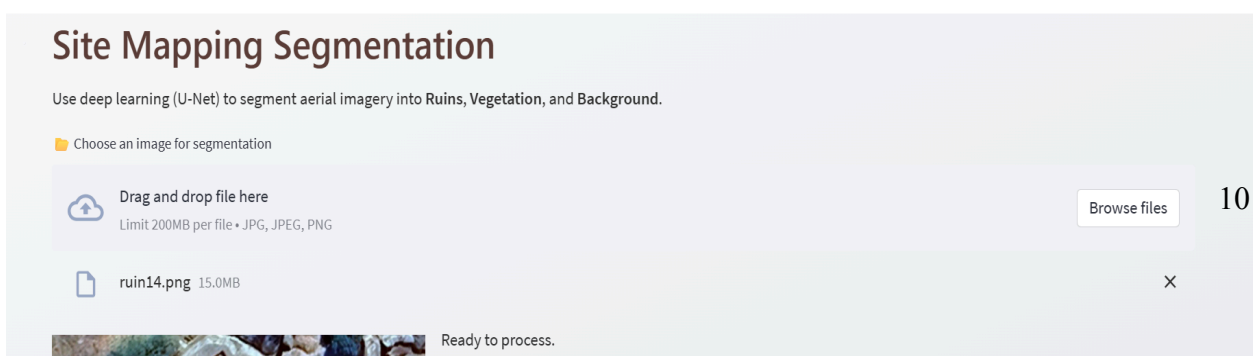 Site Mapping Segmentation
Use deep learning (U-Net) to segment aerial imagery into Ruins, Vegetation, and Background.
📁 Choose an image for segmentation
Drag and drop file here
Limit 200MB per file • JPG, JPEG, PNG
Browse files
10
ruin14.png 15.0MB
Ready to process.